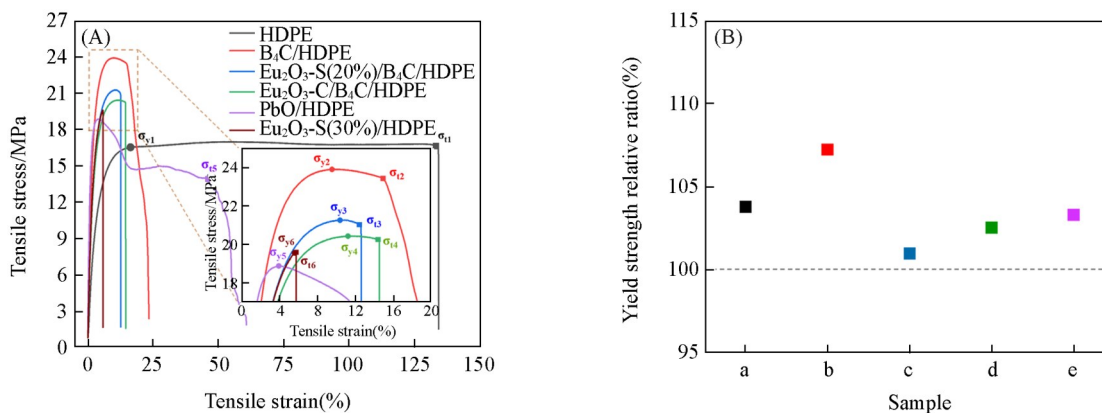 (A)
27
24
21
18
15
12
9
6
3
0
Tensile stress/MPa
0 25 50 75 100 125 150
Tensile strain(%)
HDPE
B₄C/HDPE
Eu₂O₃-S(20%)/B₄C/HDPE
Eu₂O₃-C/B₄C/HDPE
PbO/HDPE
Eu₂O₃-S(30%)/HDPE
σy1
σt1
σt5
24
22
20
18
Tensile stress/MPa
0 4 8 12 16 20
Tensile strain(%)
σy2
σt2
σy3
σt3
σy6
σy5
σt6
σy4
σt4
(B)
115
110
105
100
95
Yield strength relative ratio(%)
a b c d e
Sample